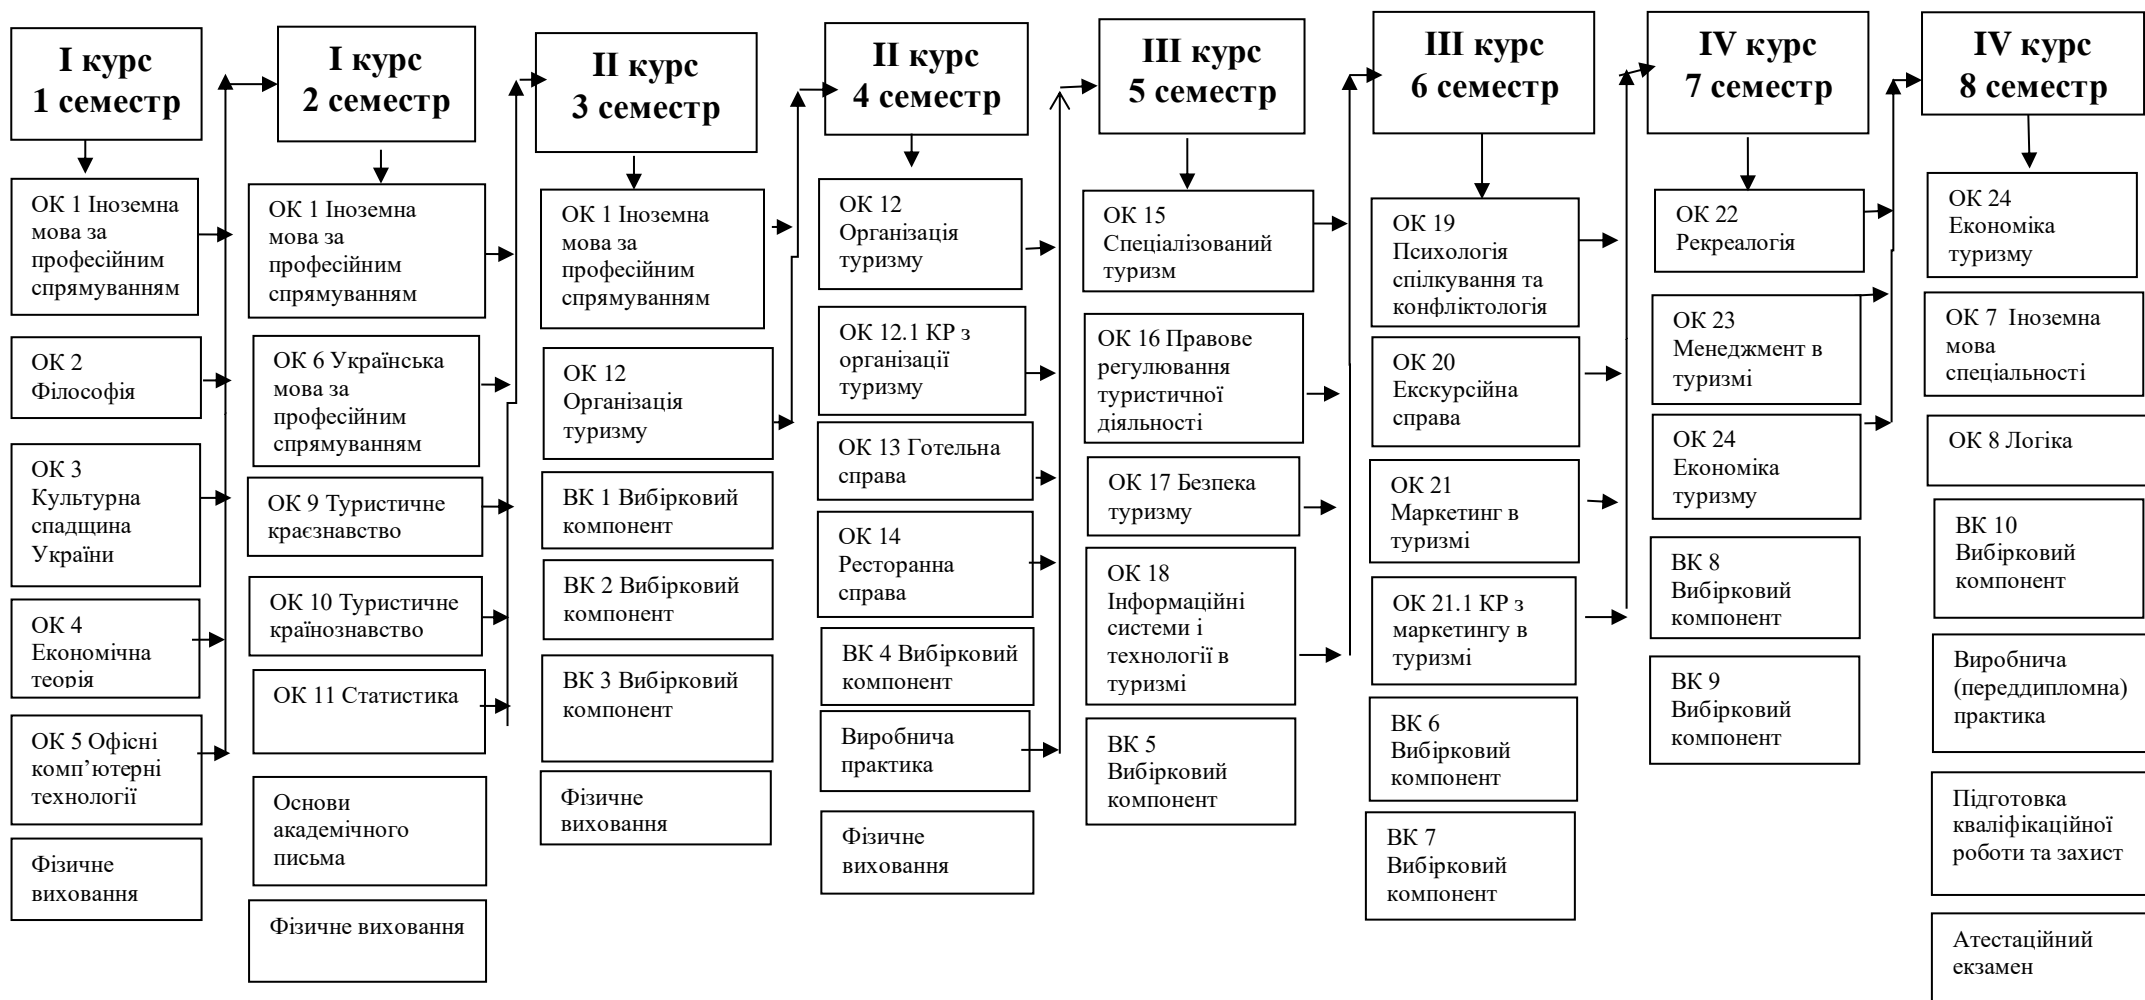 І курс
1 семестр
ОК 1 Іноземна
мова за
професійним
спрямуванням
ОК 2
Філософія
ОК 3
Культурна
спадщина
України
ОК 4
Економічна
теорія
ОК 5 Офісні
комп’ютерні
технології
Фізичне
виховання
І курс
2 семестр
ОК 1 Іноземна
мова за
професійним
спрямуванням
ОК 6 Українська
мова за
професійним
спрямуванням
ОК 9 Туристичне
краєзнавство
ОК 10 Туристичне
країнознавство
ОК 11 Статистика
Основи
академічного
письма
Фізичне виховання
ІІ курс
3 семестр
ОК 1 Іноземна
мова за
професійним
спрямуванням
ОК 12
Організація
туризму
ВК 1 Вибірковий
компонент
ВК 2 Вибірковий
компонент
ВК 3 Вибірковий
компонент
Фізичне
виховання
ІІ курс
4 семестр
ОК 12
Організація
туризму
ОК 12.1 КР з
організації
туризму
ОК 13 Готельна
справа
ОК 14
Ресторанна
справа
ВК 4 Вибірковий
компонент
Виробнича
практика
Фізичне
виховання
ІІІ курс
5 семестр
ОК 15
Спеціалізований
туризм
ОК 16 Правове
регулювання
туристичної
діяльності
ОК 17 Безпека
туризму
ОК 18
Інформаційні
системи і
технології в
туризмі
ВК 5
Вибірковий
компонент
ІІІ курс
6 семестр
ОК 19
Психологія
спілкування та
конфліктологія
ОК 20
Екскурсійна
справа
ОК 21
Маркетинг в
туризмі
ОК 21.1 КР з
маркетингу в
туризмі
ВК 6
Вибірковий
компонент
ВК 7
Вибірковий
компонент
IV курс
7 семестр
ОК 22
Рекреалогія
ОК 23
Менеджмент в
туризмі
ОК 24
Економіка
туризму
ВК 8
Вибірковий
компонент
ВК 9
Вибірковий
компонент
IV курс
8 семестр
ОК 24
Економіка
туризму
ОК 7 Іноземна
мова
спеціальності
ОК 8 Логіка
ВК 10
Вибірковий
компонент
Виробнича
(переддипломна)
практика
Підготовка
кваліфікаційної
роботи та захист
Атестаційний
екзамен